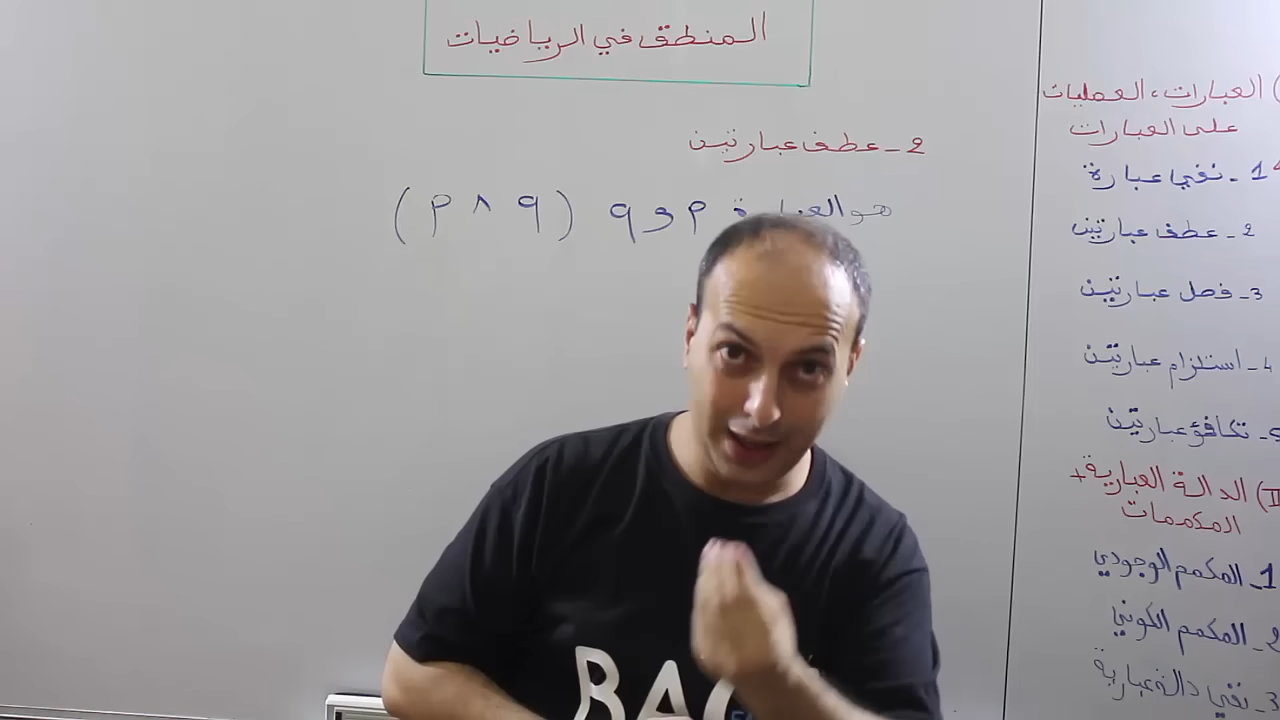 المنطق في الرياضيات
2 - عطف عبارتين
هو العبارة p و q (p ∧ q)
) العبارات، العمليات
على العبارات
1 - نفي عبارة
2 - عطف عبارتين
3 - فصل عبارتين
4 - استلزام عبارتين
5 - تكافؤ عبارتين
II) الدالة العبارية +
المكممات
1 - المكمم الوجودي
2 - المكمم الكوني
3 - نفي دالة عبارية
BAC